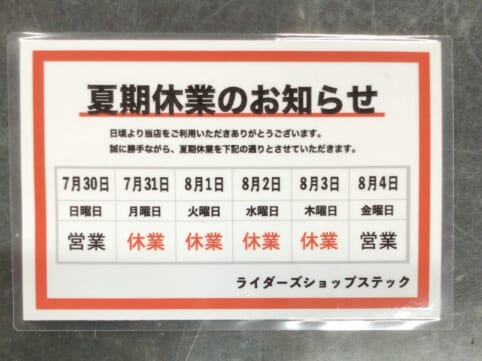 夏期休業のお知らせ
日頃より当店をご利用いただきありがとうございます。
誠に勝手ながら、夏期休業を下記の通りとさせていただきます。
7月30日 7月31日 8月1日 8月2日 8月3日 8月4日
日曜日 月曜日 火曜日 水曜日 木曜日 金曜日
営業 休業 休業 休業 休業 営業
ライダーズショップステック